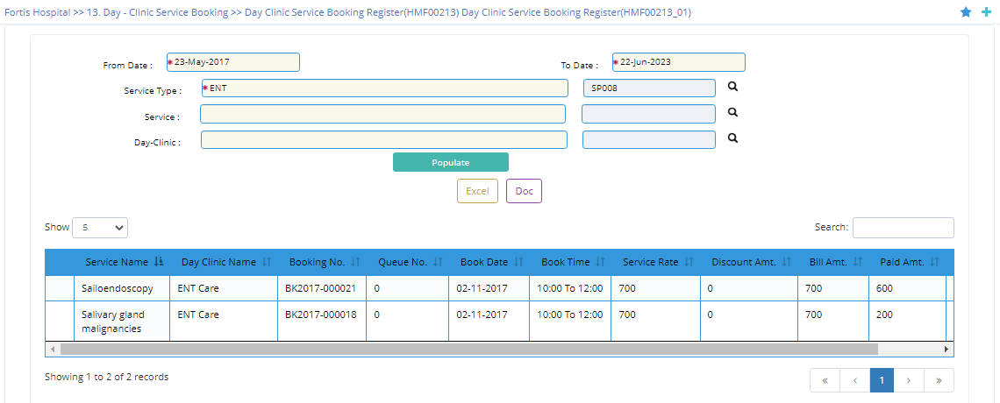 Fortis Hospital >> 13. Day - Clinic Service Booking >> Day Clinic Service Booking Register(HMF00213) Day Clinic Service Booking Register(HMF00213_01)
From Date : *23-May-2017 To Date : *22-Jun-2023
Service Type : *ENT SP008
Service :
Day-Clinic :
Populate
Excel Doc
Show 5 Search:
Service Name Day Clinic Name Booking No. Queue No. Book Date Book Time Service Rate Discount Amt. Bill Amt. Paid Amt.
Sailoendoscopy ENT Care BK2017-000021 0 02-11-2017 10:00 To 12:00 700 0 700 600
Salivary gland ENT Care BK2017-000018 0 02-11-2017 10:00 To 12:00 700 0 700 200
malignancies
Showing 1 to 2 of 2 records « ‹ 1 › »